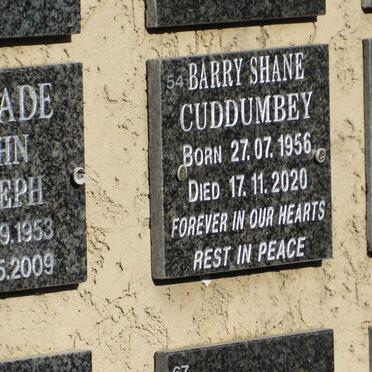 ADE
HN
EPH
9.1953
5.2009
54
BARRY SHANE
CUDDUMBEY
BORN 27.07.1956
DIED 17.11.2020
FOREVER IN OUR HEARTS
REST IN PEACE
67